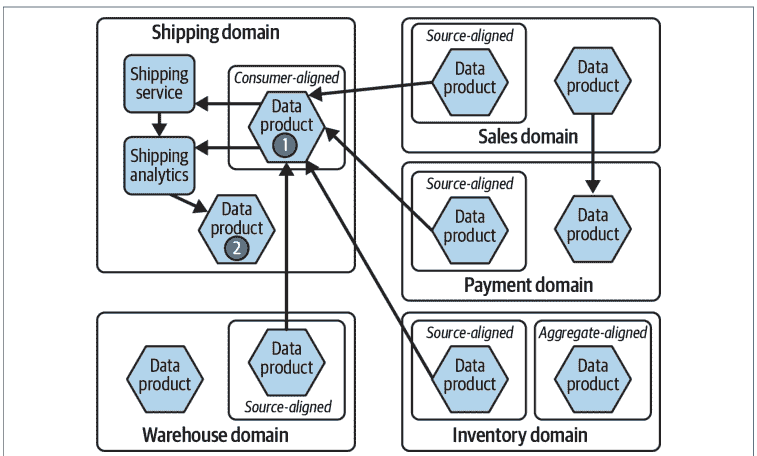 Shipping domain
Shipping
service
Consumer-aligned
Data
product
1
Shipping
analytics
Data
product
2
Source-aligned
Data
product
Data
product
Sales domain
Source-aligned
Data
product
Data
product
Payment domain
Data
product
Data
product
Source-aligned
Warehouse domain
Source-aligned
Data
product
Aggregate-aligned
Data
product
Inventory domain